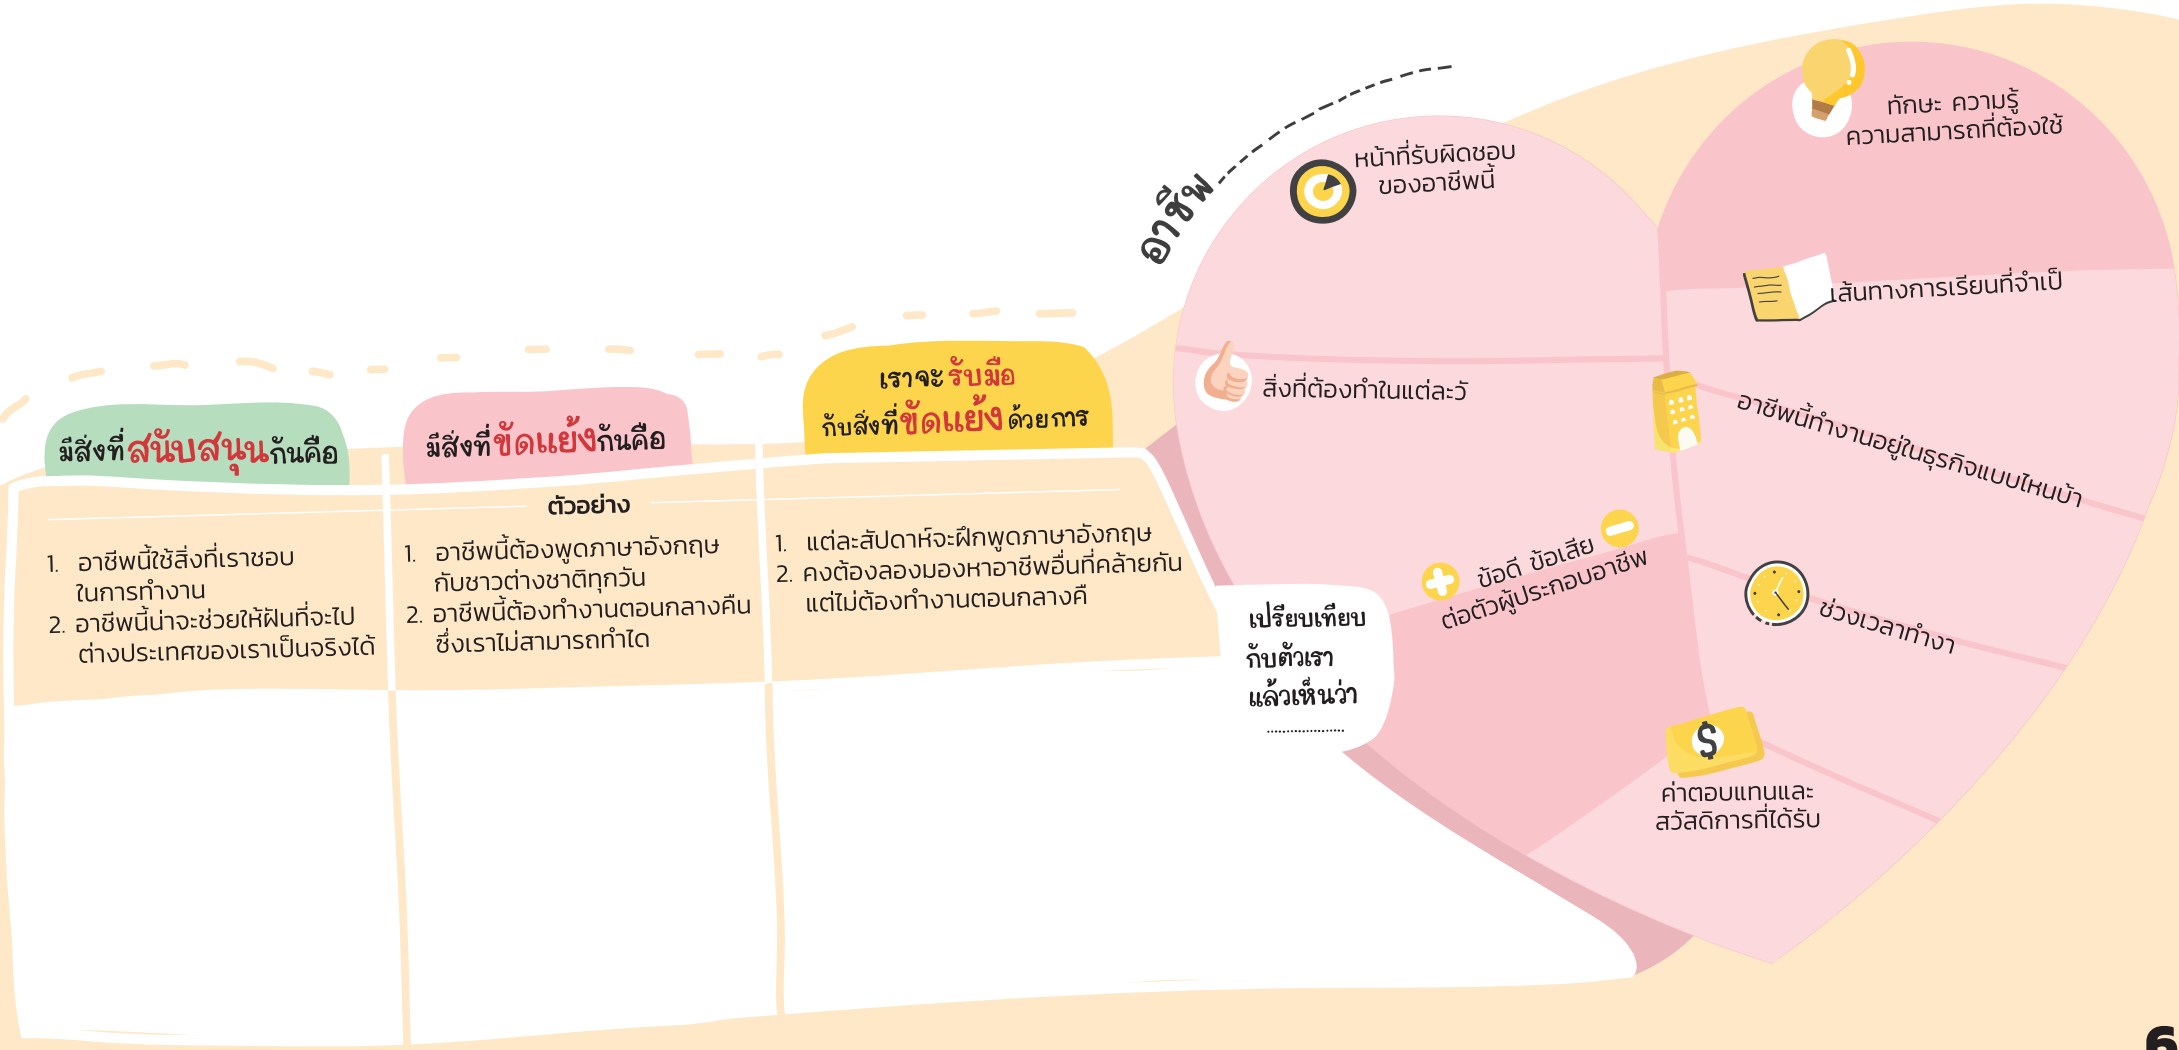 มีสิ่งที่สนับสนุนกันคือ
มีสิ่งที่ขัดแย้งกันคือ
เราจะรับมือ
กับสิ่งที่ขัดแย้งด้วยการ
ตัวอย่าง
1. อาชีพนี้ใช้สิ่งที่เราชอบ
ในการทำงาน
2. อาชีพนี้น่าจะช่วยให้ฝันที่จะไป
ต่างประเทศของเราเป็นจริงได้
1. อาชีพนี้ต้องพูดภาษาอังกฤษ
กับชาวต่างชาติทุกวัน
2. อาชีพนี้ต้องทำงานตอนกลางคืน
ซึ่งเราไม่สามารถทำได
1. แต่ละสัปดาห์จะฝึกพูดภาษาอังกฤษ
2. คงต้องลองมองหาอาชีพอื่นที่คล้ายกัน
แต่ไม่ต้องทำงานตอนกลางคื
เปรียบเทียบ
กับตัวเรา
แล้วเห็นว่า
...................
อาชีพ
หน้าที่รับผิดชอบ
ของอาชีพนี้
สิ่งที่ต้องทำในแต่ละวั
ข้อดี ข้อเสีย
ต่อตัวผู้ประกอบอาชีพ
ทักษะ ความรู้
ความสามารถที่ต้องใช้
เส้นทางการเรียนที่จำเป็
อาชีพนี้ทำงานอยู่ในธุรกิจแบบไหนบ้า
ช่วงเวลาทำงา
$
ค่าตอบแทนและ
สวัสดิการที่ได้รับ
6